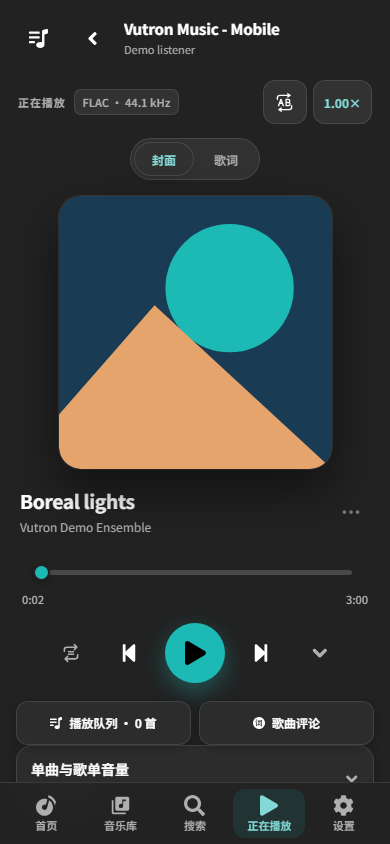 Vutron Music - Mobile
Demo listener
正在播放
FLAC · 44.1 kHz
AB
1.00×
封面
歌词
Boreal lights
Vutron Demo Ensemble
0:02
3:00
播放队列 · 0 首
歌曲评论
单曲与歌单音量
首页
音乐库
搜索
正在播放
设置